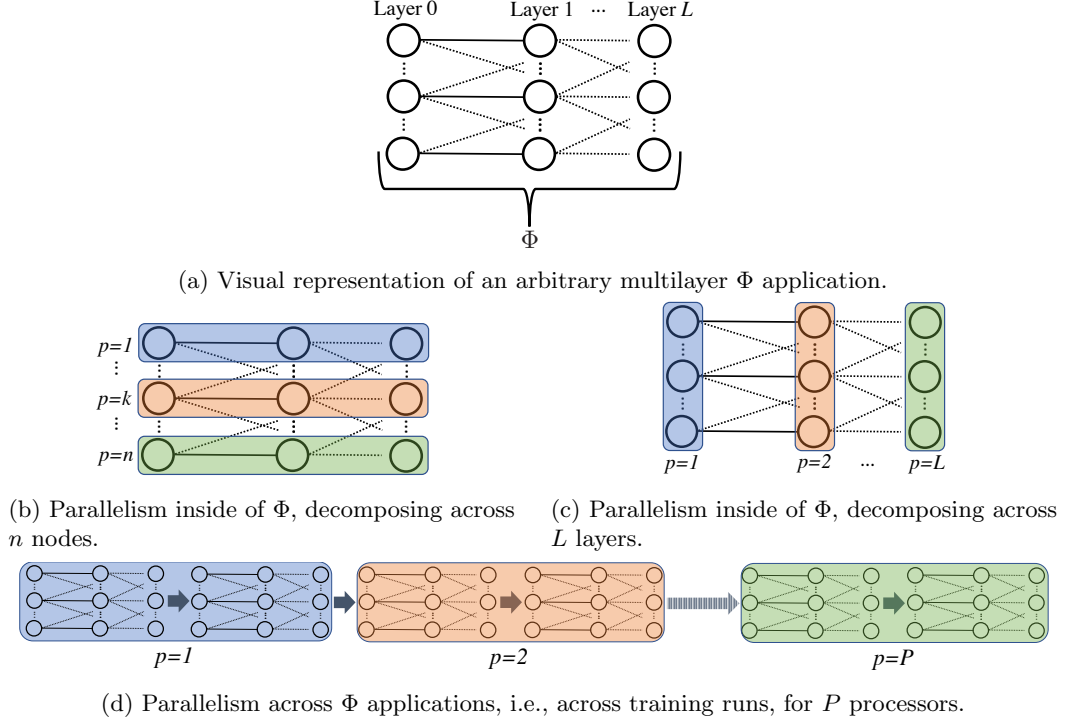 Layer 0 Layer 1 ... Layer L
Φ
(a) Visual representation of an arbitrary multilayer Φ application.
p=1
p=k
p=n
p=1 p=2 ... p=L
(b) Parallelism inside of Φ, decomposing across
n nodes.
(c) Parallelism inside of Φ, decomposing across
L layers.
p=1 p=2 p=P
(d) Parallelism across Φ applications, i.e., across training runs, for P processors.